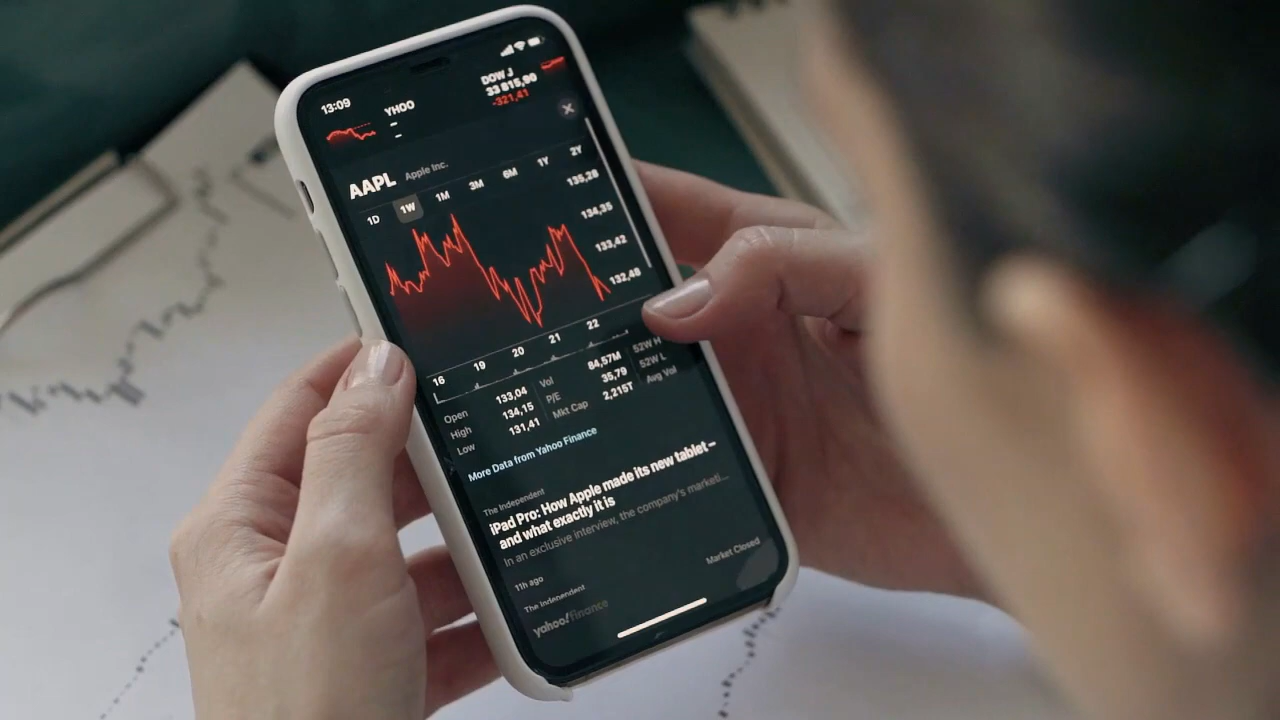 13:09
YHOO
-
-
DOW J
33 815,90
-321,41
AAPL Apple Inc.
1D 1W 1M 3M 6M 1Y 2Y
135,28
134,35
133,42
132,48
16 19 20 21 22
Open 133,04
High 134,15
Low 131,41
Vol 84,57M
P/E 35,79
Mkt Cap 2,215T
52W H
52W L
Avg Vol
More Data from Yahoo Finance
The Independent
iPad Pro: How Apple made its new tablet –
and what exactly it is
In an exclusive interview, the company's marketi...
11h ago
The Independent
yahoo!finance
Market Closed